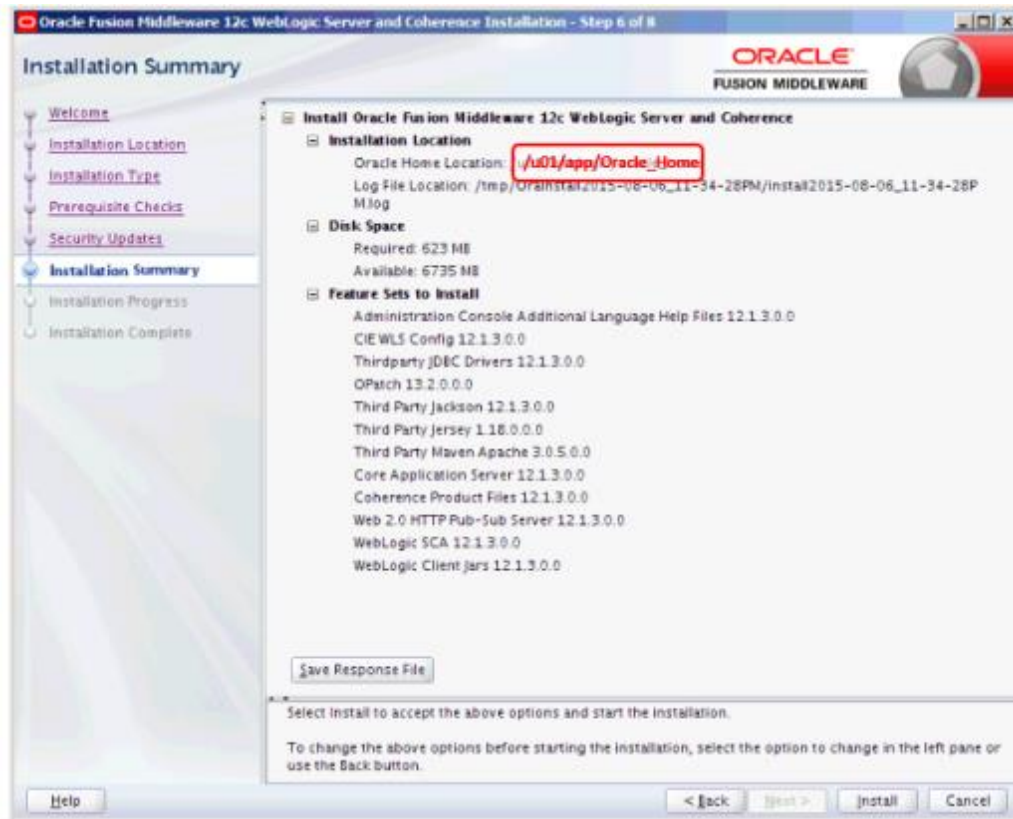 Oracle Fusion Middleware 12c WebLogic Server and Coherence Installation - Step 6 of 8
Installation Summary
ORACLE
FUSION MIDDLEWARE
Welcome
Installation Location
Installation Type
Prerequisite Checks
Security Updates
Installation Summary
Installation Progress
Installation Complete
Install Oracle Fusion Middleware 12c WebLogic Server and Coherence
Installation Location
Oracle Home Location: /u01/app/Oracle_Home
Log File Location: /tmp/OraInstall2015-08-06_11-34-28PM/install2015-08-06_11-34-28P
M.log
Disk Space
Required: 623 MB
Available: 6735 MB
Feature Sets to Install
Administration Console Additional Language Help Files 12.1.3.0.0
CIE WLS Config 12.1.3.0.0
Thirdparty JDBC Drivers 12.1.3.0.0
OPatch 13.2.0.0.0
Third Party Jackson 12.1.3.0.0
Third Party Jersey 1.18.0.0.0
Third Party Maven Apache 3.0.5.0.0
Core Application Server 12.1.3.0.0
Coherence Product Files 12.1.3.0.0
Web 2.0 HTTP Pub-Sub Server 12.1.3.0.0
WebLogic SCA 12.1.3.0.0
WebLogic Client Jars 12.1.3.0.0
Save Response File
Select Install to accept the above options and start the installation.
To change the above options before starting the installation, select the option to change in the left pane or
use the Back button.
Help
< Back
Next >
Install
Cancel